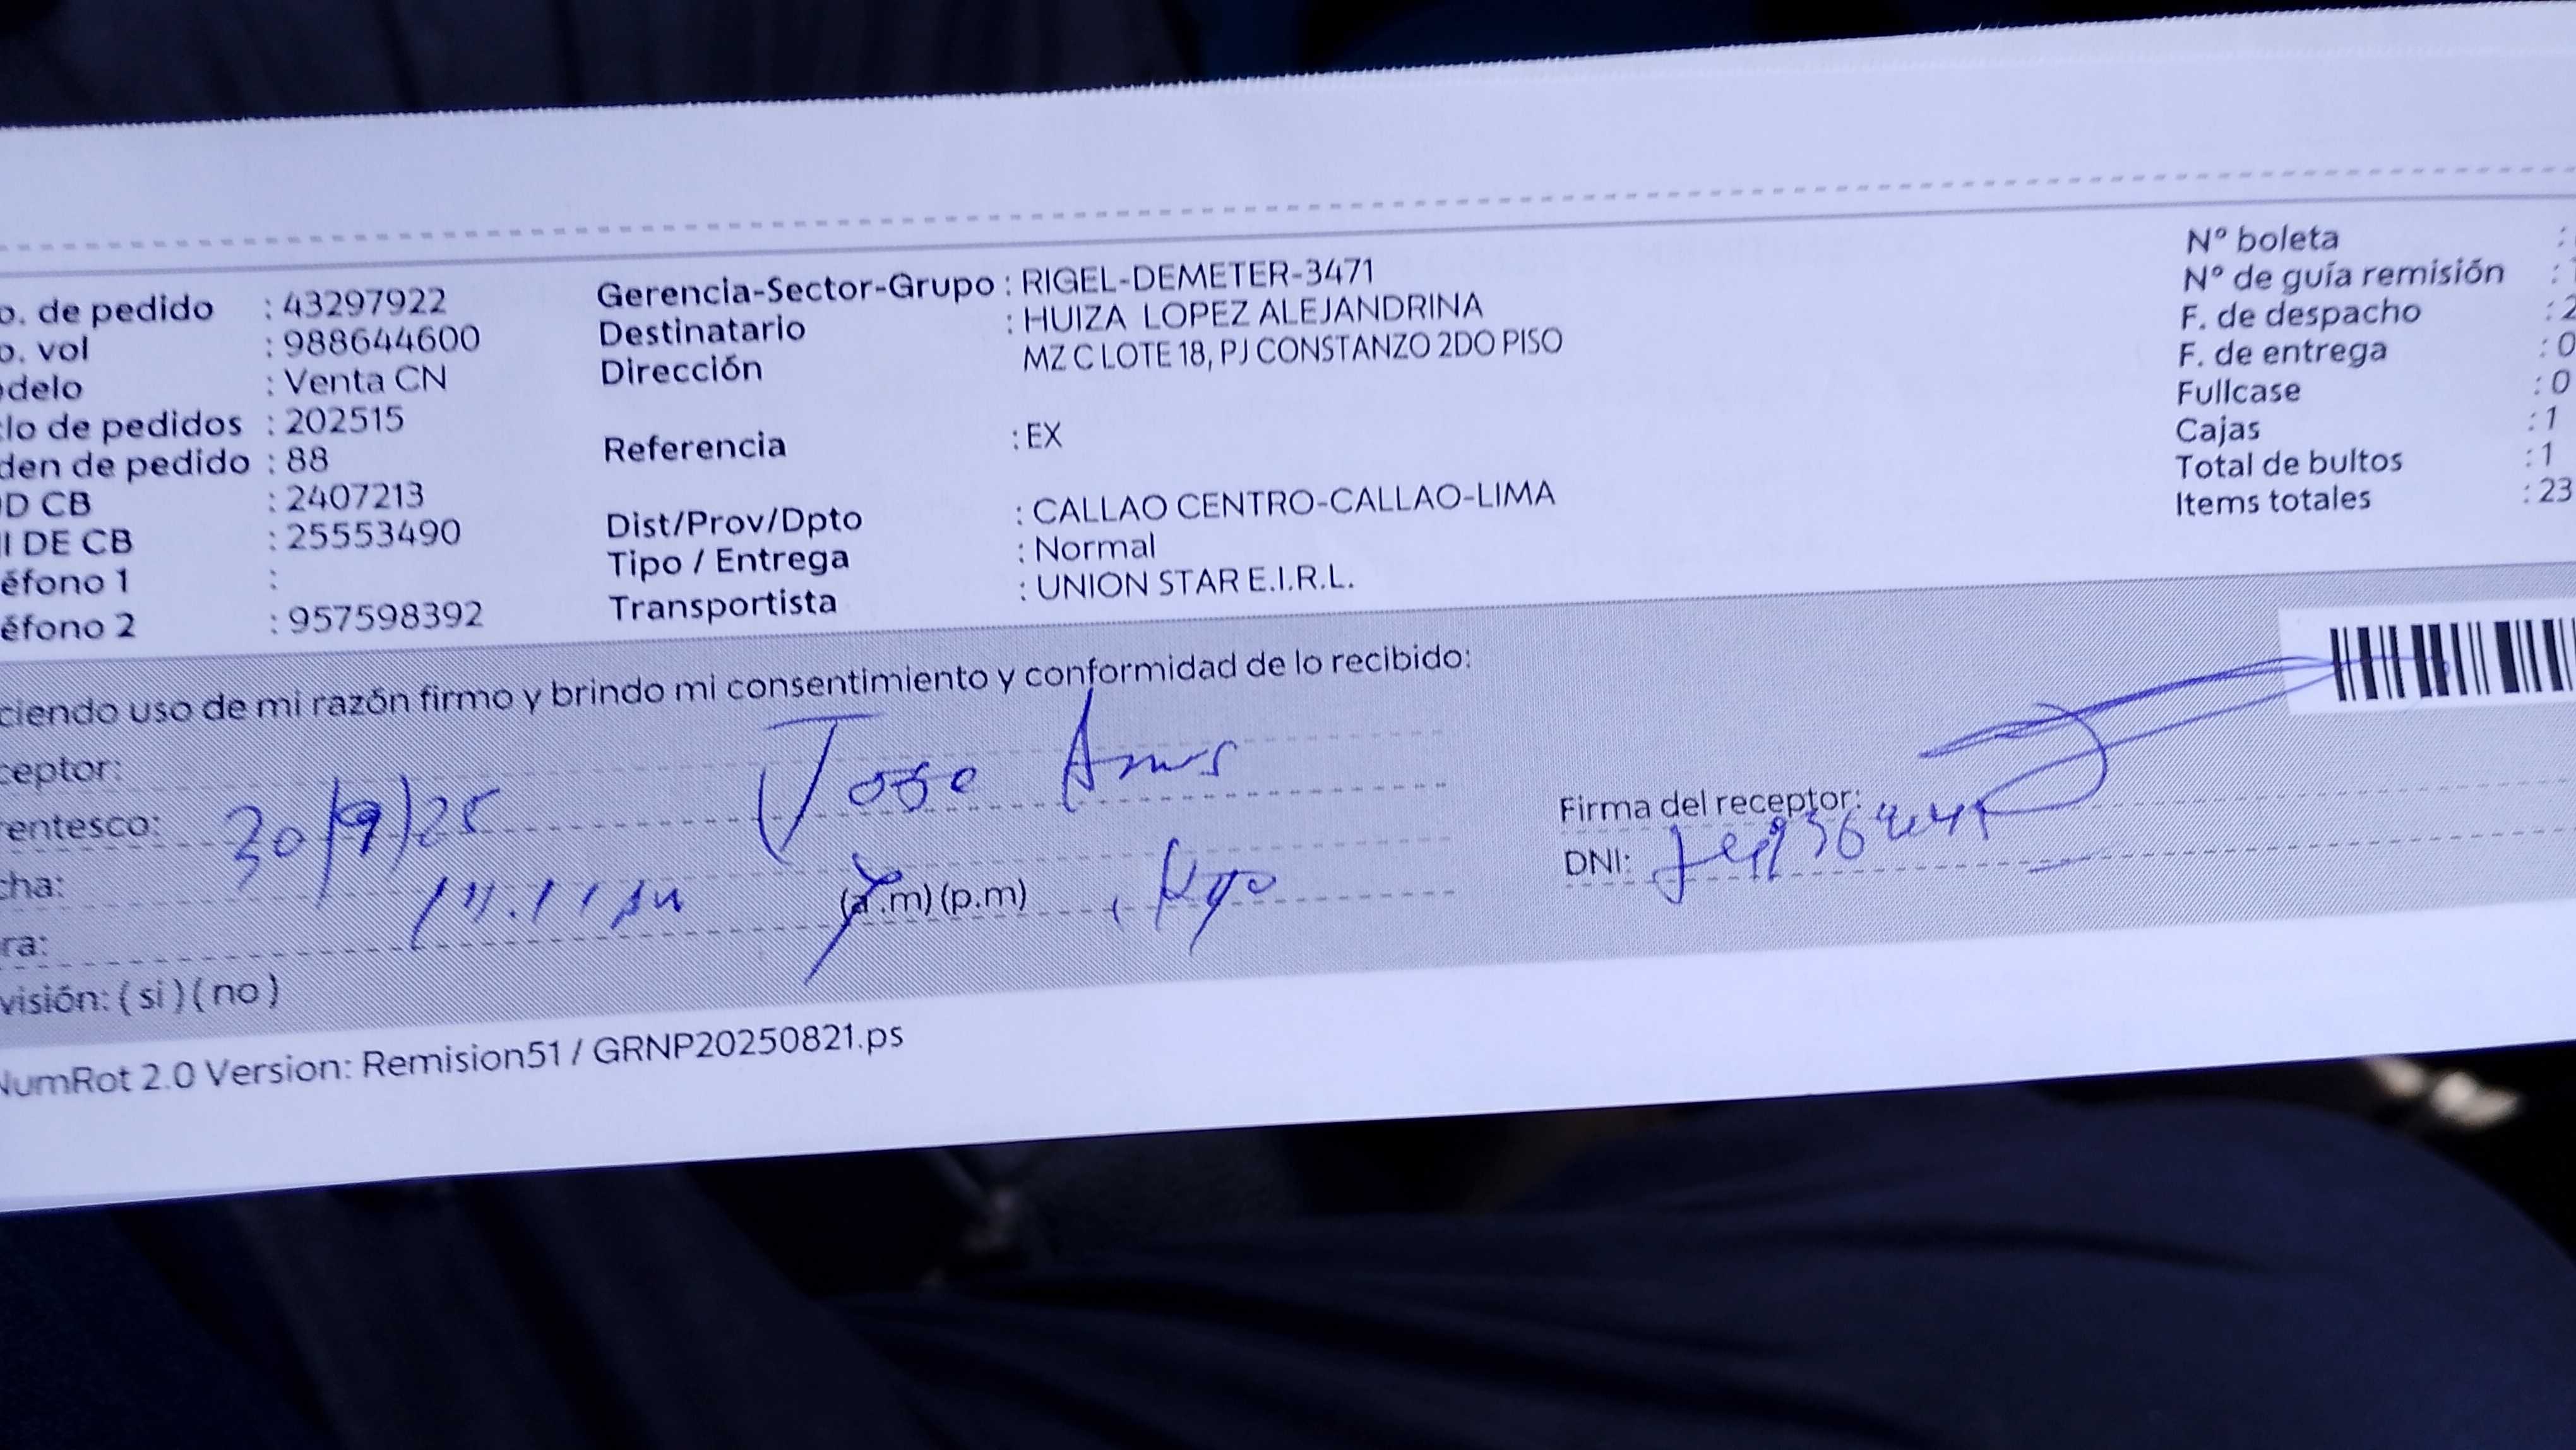 o. de pedido : 43297922
o. vol : 988644600
delo : Venta CN
lo de pedidos : 202515
den de pedido : 88
D CB : 2407213
I DE CB : 25553490
éfono 1 :
éfono 2 : 957598392
Gerencia-Sector-Grupo : RIGEL-DEMETER-3471
Destinatario : HUIZA LOPEZ ALEJANDRINA
Dirección MZ C LOTE 18, PJ CONSTANZO 2DO PISO
Referencia : EX
Dist/Prov/Dpto : CALLAO CENTRO-CALLAO-LIMA
Tipo / Entrega : Normal
Transportista : UNION STAR E.I.R.L.
Nº boleta :
Nº de guía remisión :
F. de despacho : 2
F. de entrega : 0
Fullcase : 0
Cajas : 1
Total de bultos : 1
Items totales : 23
ciendo uso de mi razón firmo y brindo mi consentimiento y conformidad de lo recibido:
ceptor: Jose
rentesco:
cha: 30/9/25
ra: (a.m) (p.m)
visión: ( si ) ( no )
Firma del receptor:
DNI:
NumRot 2.0 Version: Remision51 / GRNP20250821.ps